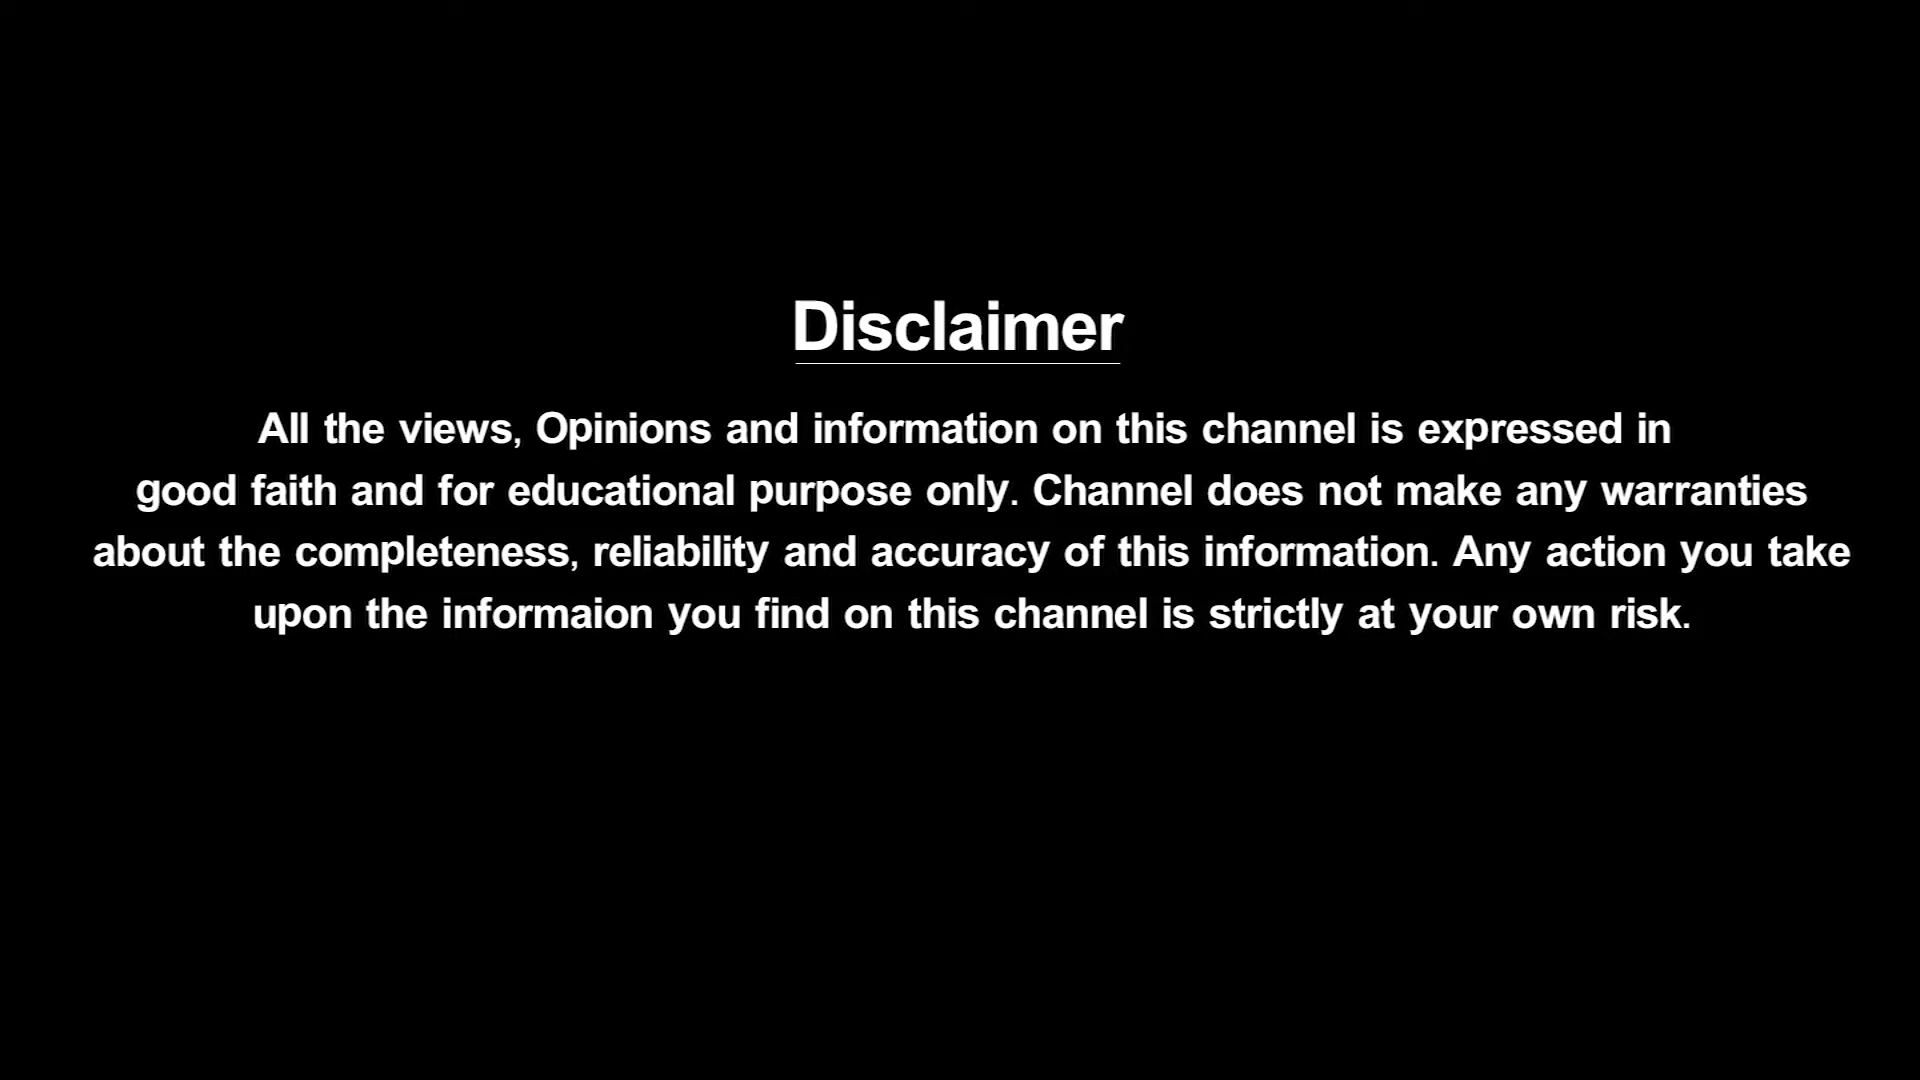 Disclaimer
All the views, Opinions and information on this channel is expressed in
good faith and for educational purpose only. Channel does not make any warranties
about the completeness, reliability and accuracy of this information. Any action you take
upon the informaion you find on this channel is strictly at your own risk.